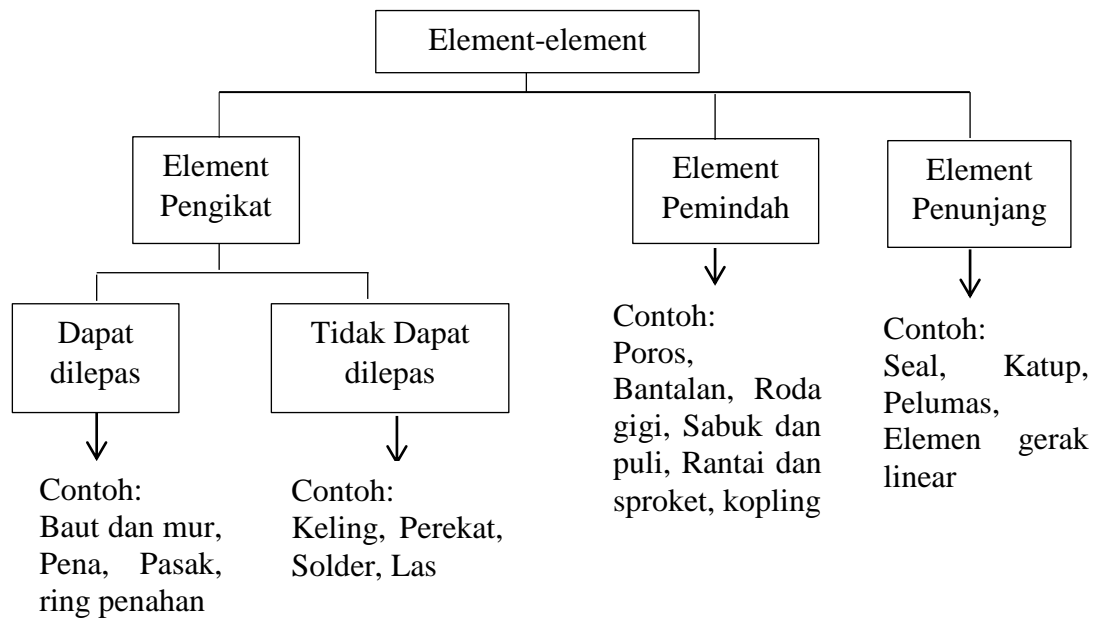 Element-element
Element
Pengikat
Element
Pemindah
Element
Penunjang
Dapat
dilepas
Tidak Dapat
dilepas
Contoh:
Baut dan mur,
Pena, Pasak,
ring penahan
Contoh:
Keling, Perekat,
Solder, Las
Contoh:
Poros,
Bantalan, Roda
gigi, Sabuk dan
puli, Rantai dan
sproket, kopling
Contoh:
Seal, Katup,
Pelumas,
Elemen gerak
linear